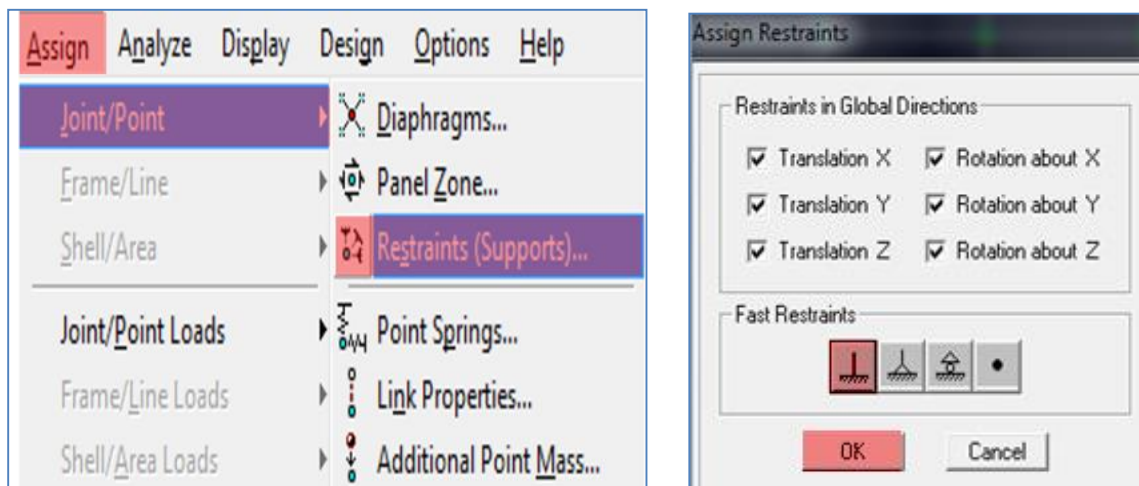 Assign Analyze Display Design Options Help
Joint/Point
Frame/Line
Shell/Area
Joint/Point Loads
Frame/Line Loads
Shell/Area Loads
Diaphragms...
Panel Zone...
Restraints (Supports)...
Point Springs...
Link Properties...
Additional Point Mass...
Assign Restraints
Restraints in Global Directions
Translation X Rotation about X
Translation Y Rotation about Y
Translation Z Rotation about Z
Fast Restraints
OK Cancel